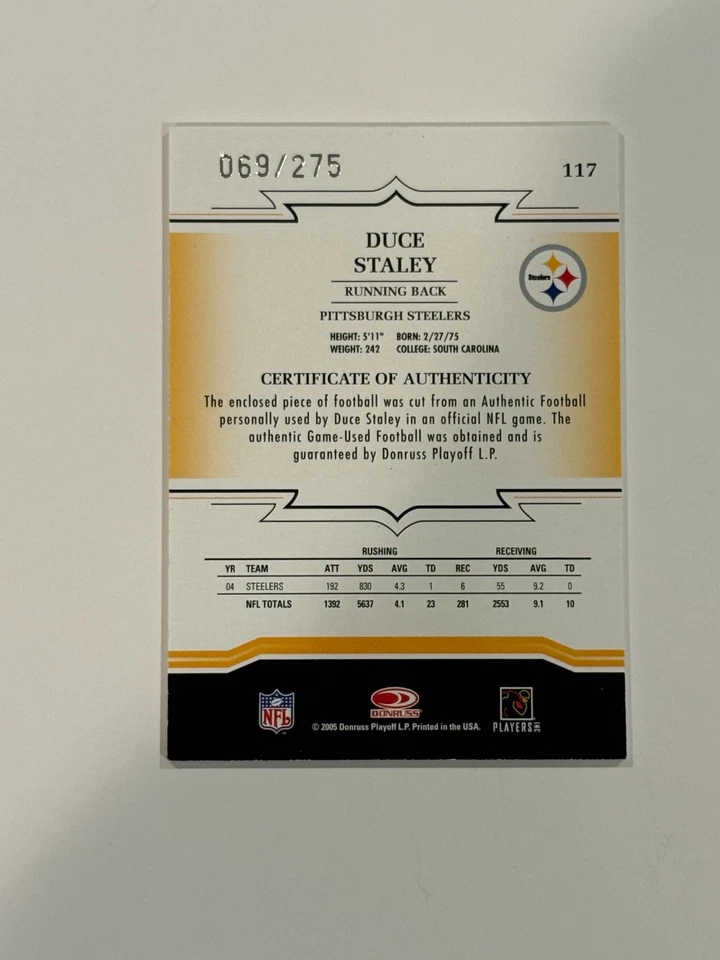 069/275
117
DUCE
STALEY
Steelers
RUNNING BACK
PITTSBURGH STEELERS
HEIGHT: 5'11" BORN: 2/27/75
WEIGHT: 242 COLLEGE: SOUTH CAROLINA
CERTIFICATE OF AUTHENTICITY
The enclosed piece of football was cut from an Authentic Football
personally used by Duce Staley in an official NFL game. The
authentic Game-Used Football was obtained and is
guaranteed by Donruss Playoff L.P.
RUSHING RECEIVING
YR TEAM ATT YDS AVG TD REC YDS AVG TD
04 STEELERS 192 830 4.3 1 6 55 9.2 0
NFL TOTALS 1392 5637 4.1 23 281 2553 9.1 10
NFL
DONRUSS
PLAYERS INC
© 2005 Donruss Playoff L.P. Printed in the USA.